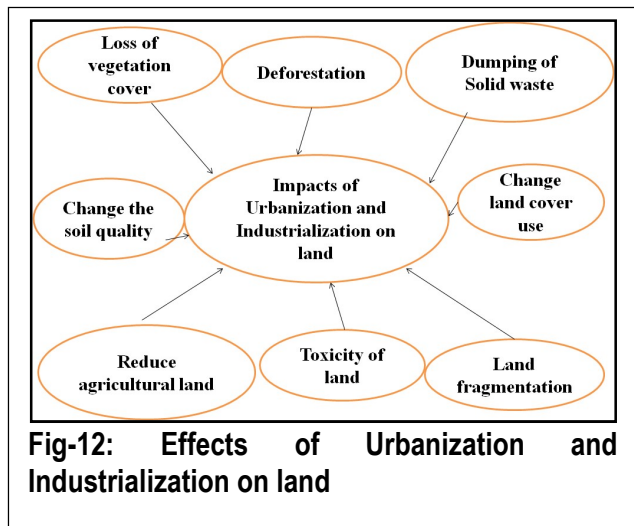 Loss of
vegetation
cover
Deforestation
Dumping of
Solid waste
Change the
soil quality
Impacts of
Urbanization and
Industrialization on
land
Change
land cover
use
Reduce
agricultural land
Toxicity of
land
Land
fragmentation
Fig-12: Effects of Urbanization and
Industrialization on land